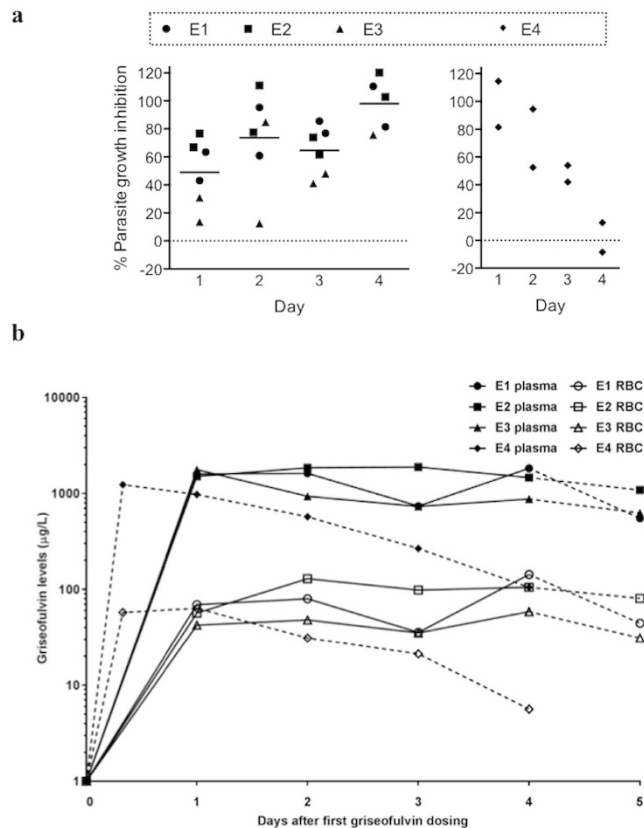 a
E1 E2 E3 E4
% Parasite growth inhibition
120
100
80
60
40
20
0
-20
1 2 3 4
Day
120
100
80
60
40
20
0
-20
1 2 3 4
Day
b
E1 plasma E1 RBC
E2 plasma E2 RBC
E3 plasma E3 RBC
E4 plasma E4 RBC
Griseofulvin levels (µg/L)
10000
1000
100
10
1
0 1 2 3 4 5
Days after first griseofulvin dosing